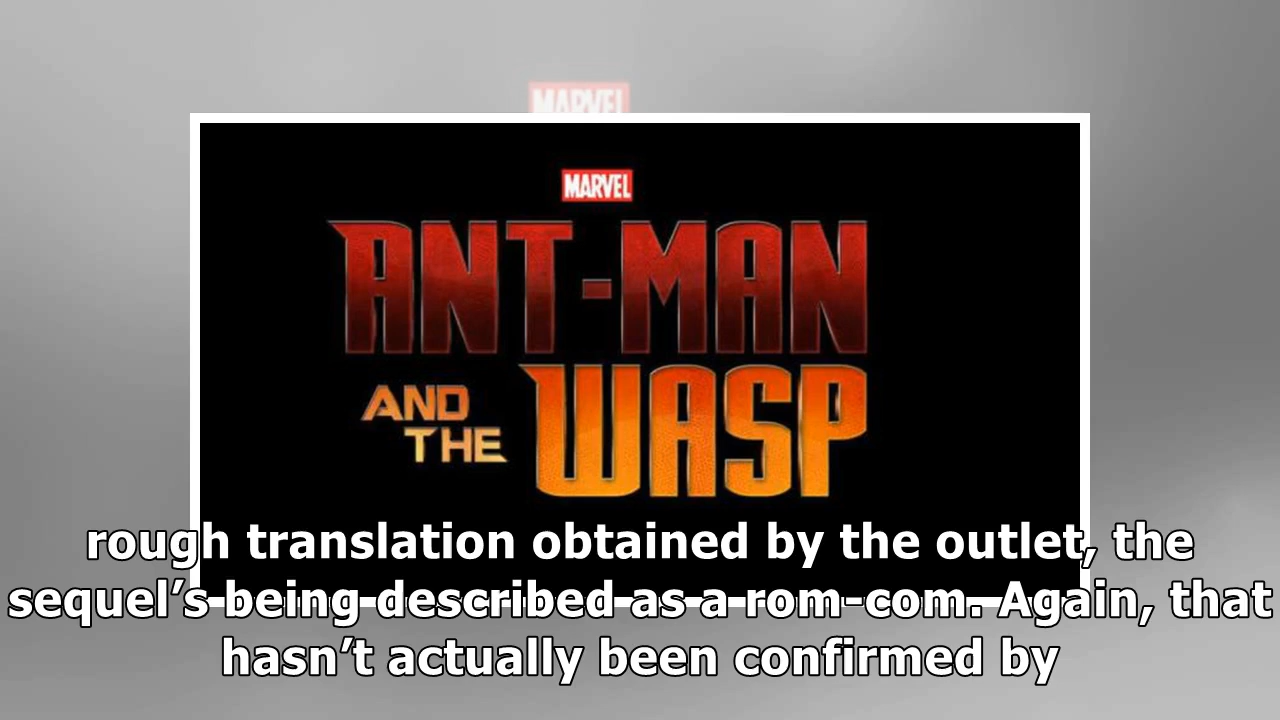 MARVEL
MARVEL
ANT-MAN
AND THE WASP
rough translation obtained by the outlet, the
sequel’s being described as a rom-com. Again, that
hasn’t actually been confirmed by